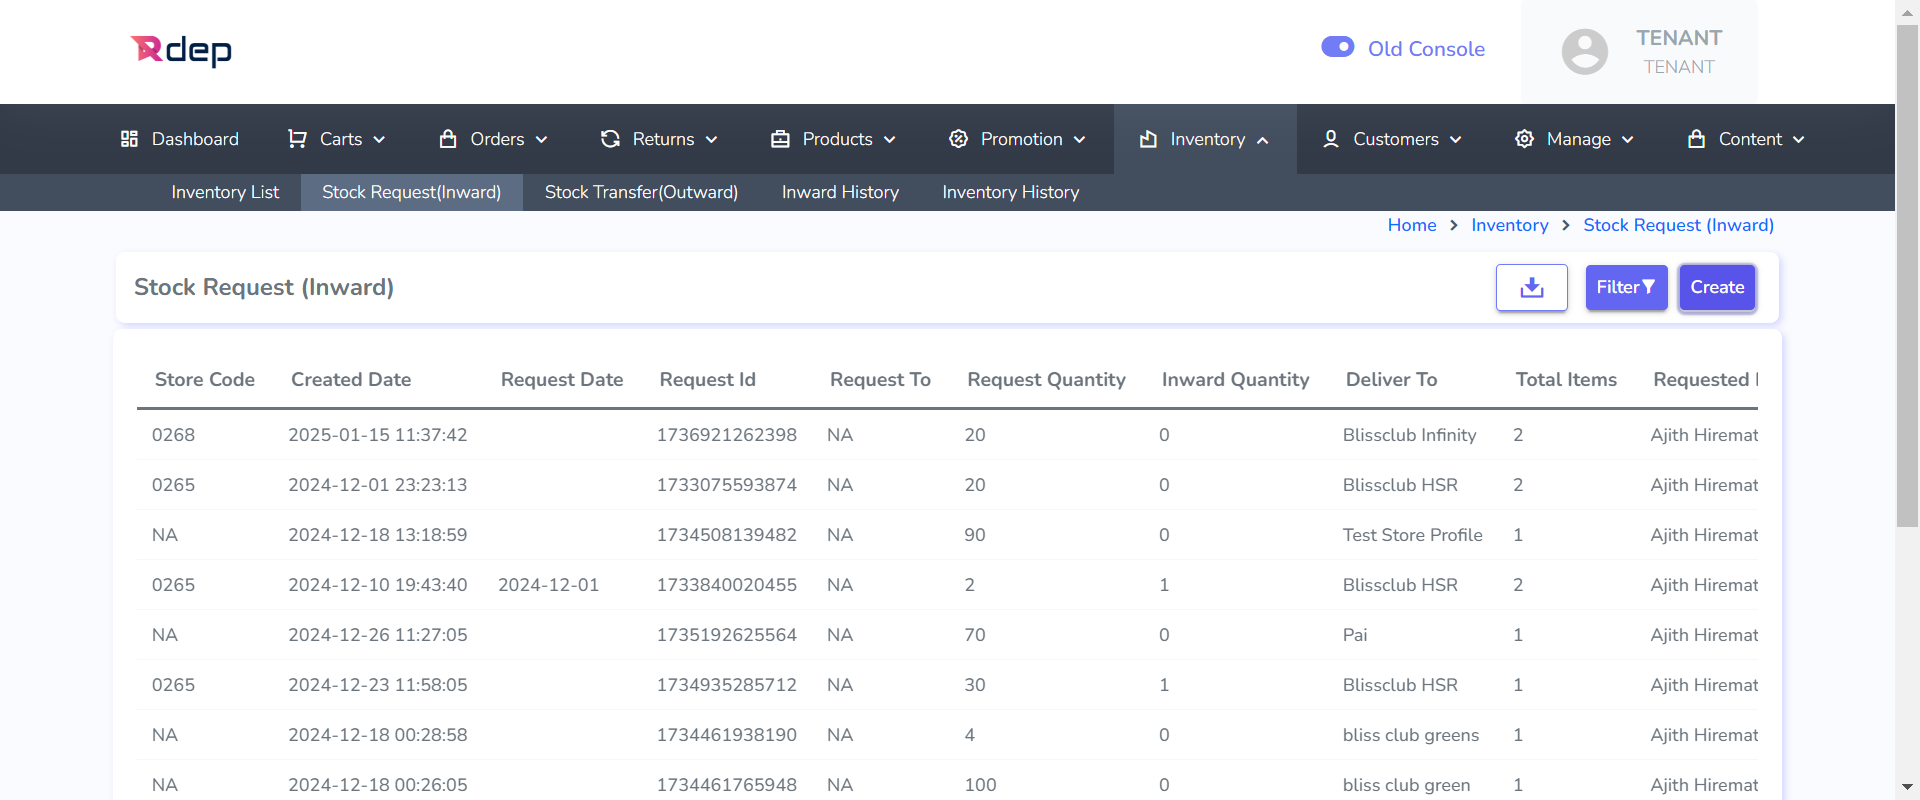 Rdep
Old Console
TENANT
TENANT
Dashboard Carts Orders Returns Products Promotion Inventory Customers Manage Content
Inventory List Stock Request(Inward) Stock Transfer(Outward) Inward History Inventory History
Home > Inventory > Stock Request (Inward)
Stock Request (Inward) Filter Create
Store Code Created Date Request Date Request Id Request To Request Quantity Inward Quantity Deliver To Total Items Requested
0268 2025-01-15 11:37:42 1736921262398 NA 20 0 Blissclub Infinity 2 Ajith Hiremat
0265 2024-12-01 23:23:13 1733075593874 NA 20 0 Blissclub HSR 2 Ajith Hiremat
NA 2024-12-18 13:18:59 1734508139482 NA 90 0 Test Store Profile 1 Ajith Hiremat
0265 2024-12-10 19:43:40 2024-12-01 1733840020455 NA 2 1 Blissclub HSR 2 Ajith Hiremat
NA 2024-12-26 11:27:05 1735192625564 NA 70 0 Pai 1 Ajith Hiremat
0265 2024-12-23 11:58:05 1734935285712 NA 30 1 Blissclub HSR 1 Ajith Hiremat
NA 2024-12-18 00:28:58 1734461938190 NA 4 0 bliss club greens 1 Ajith Hiremat
NA 2024-12-18 00:26:05 1734461765948 NA 100 0 bliss club green 1 Ajith Hiremat